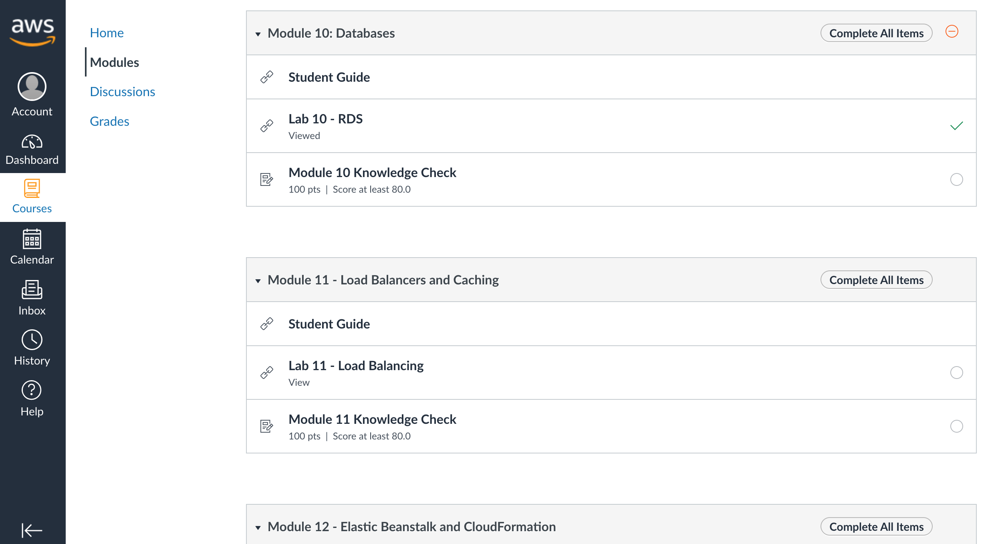 aws
Account
Dashboard
Courses
Calendar
Inbox
History
Help
Home
Modules
Discussions
Grades
Module 10: Databases
Complete All Items
Student Guide
Lab 10 - RDS
Viewed
Module 10 Knowledge Check
100 pts | Score at least 80.0
Module 11 - Load Balancers and Caching
Complete All Items
Student Guide
Lab 11 - Load Balancing
View
Module 11 Knowledge Check
100 pts | Score at least 80.0
Module 12 - Elastic Beanstalk and CloudFormation
Complete All Items